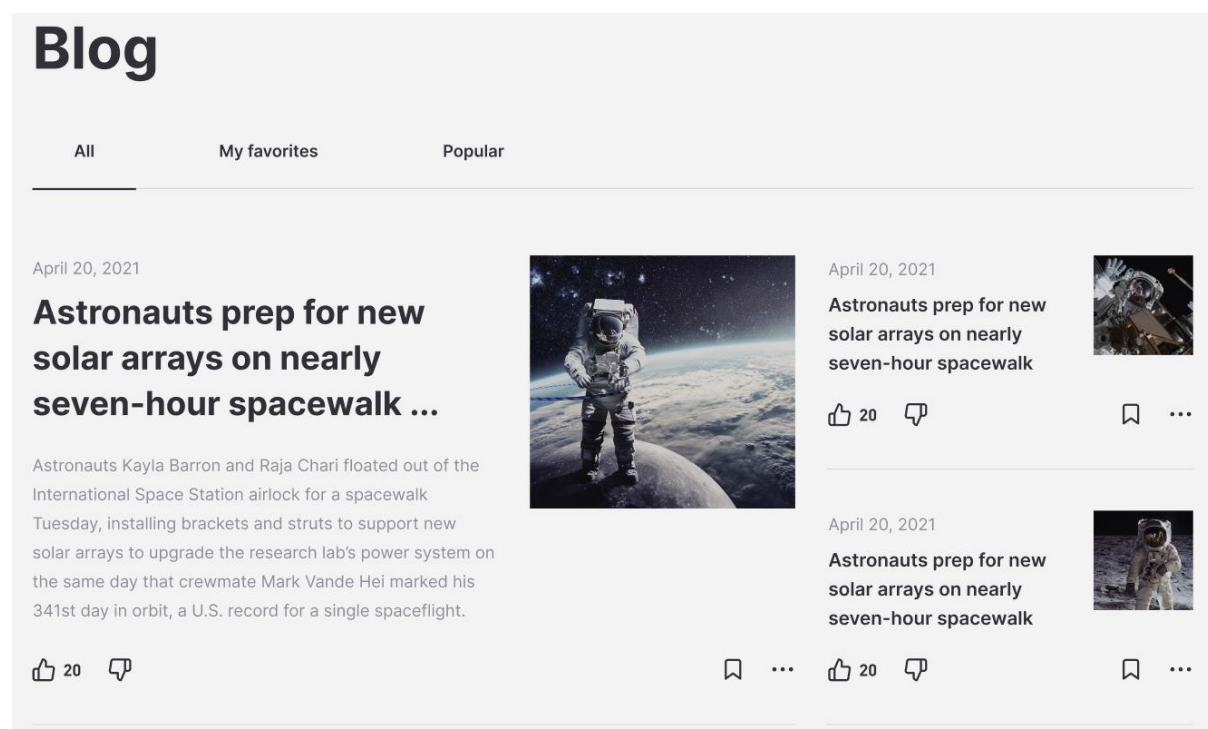 Blog
All
My favorites
Popular
April 20, 2021
Astronauts prep for new
solar arrays on nearly
seven-hour spacewalk ...
Astronauts Kayla Barron and Raja Chari floated out of the
International Space Station airlock for a spacewalk
Tuesday, installing brackets and struts to support new
solar arrays to upgrade the research lab’s power system on
the same day that crewmate Mark Vande Hei marked his
341st day in orbit, a U.S. record for a single spaceflight.
20
April 20, 2021
Astronauts prep for new
solar arrays on nearly
seven-hour spacewalk
20
April 20, 2021
Astronauts prep for new
solar arrays on nearly
seven-hour spacewalk
20